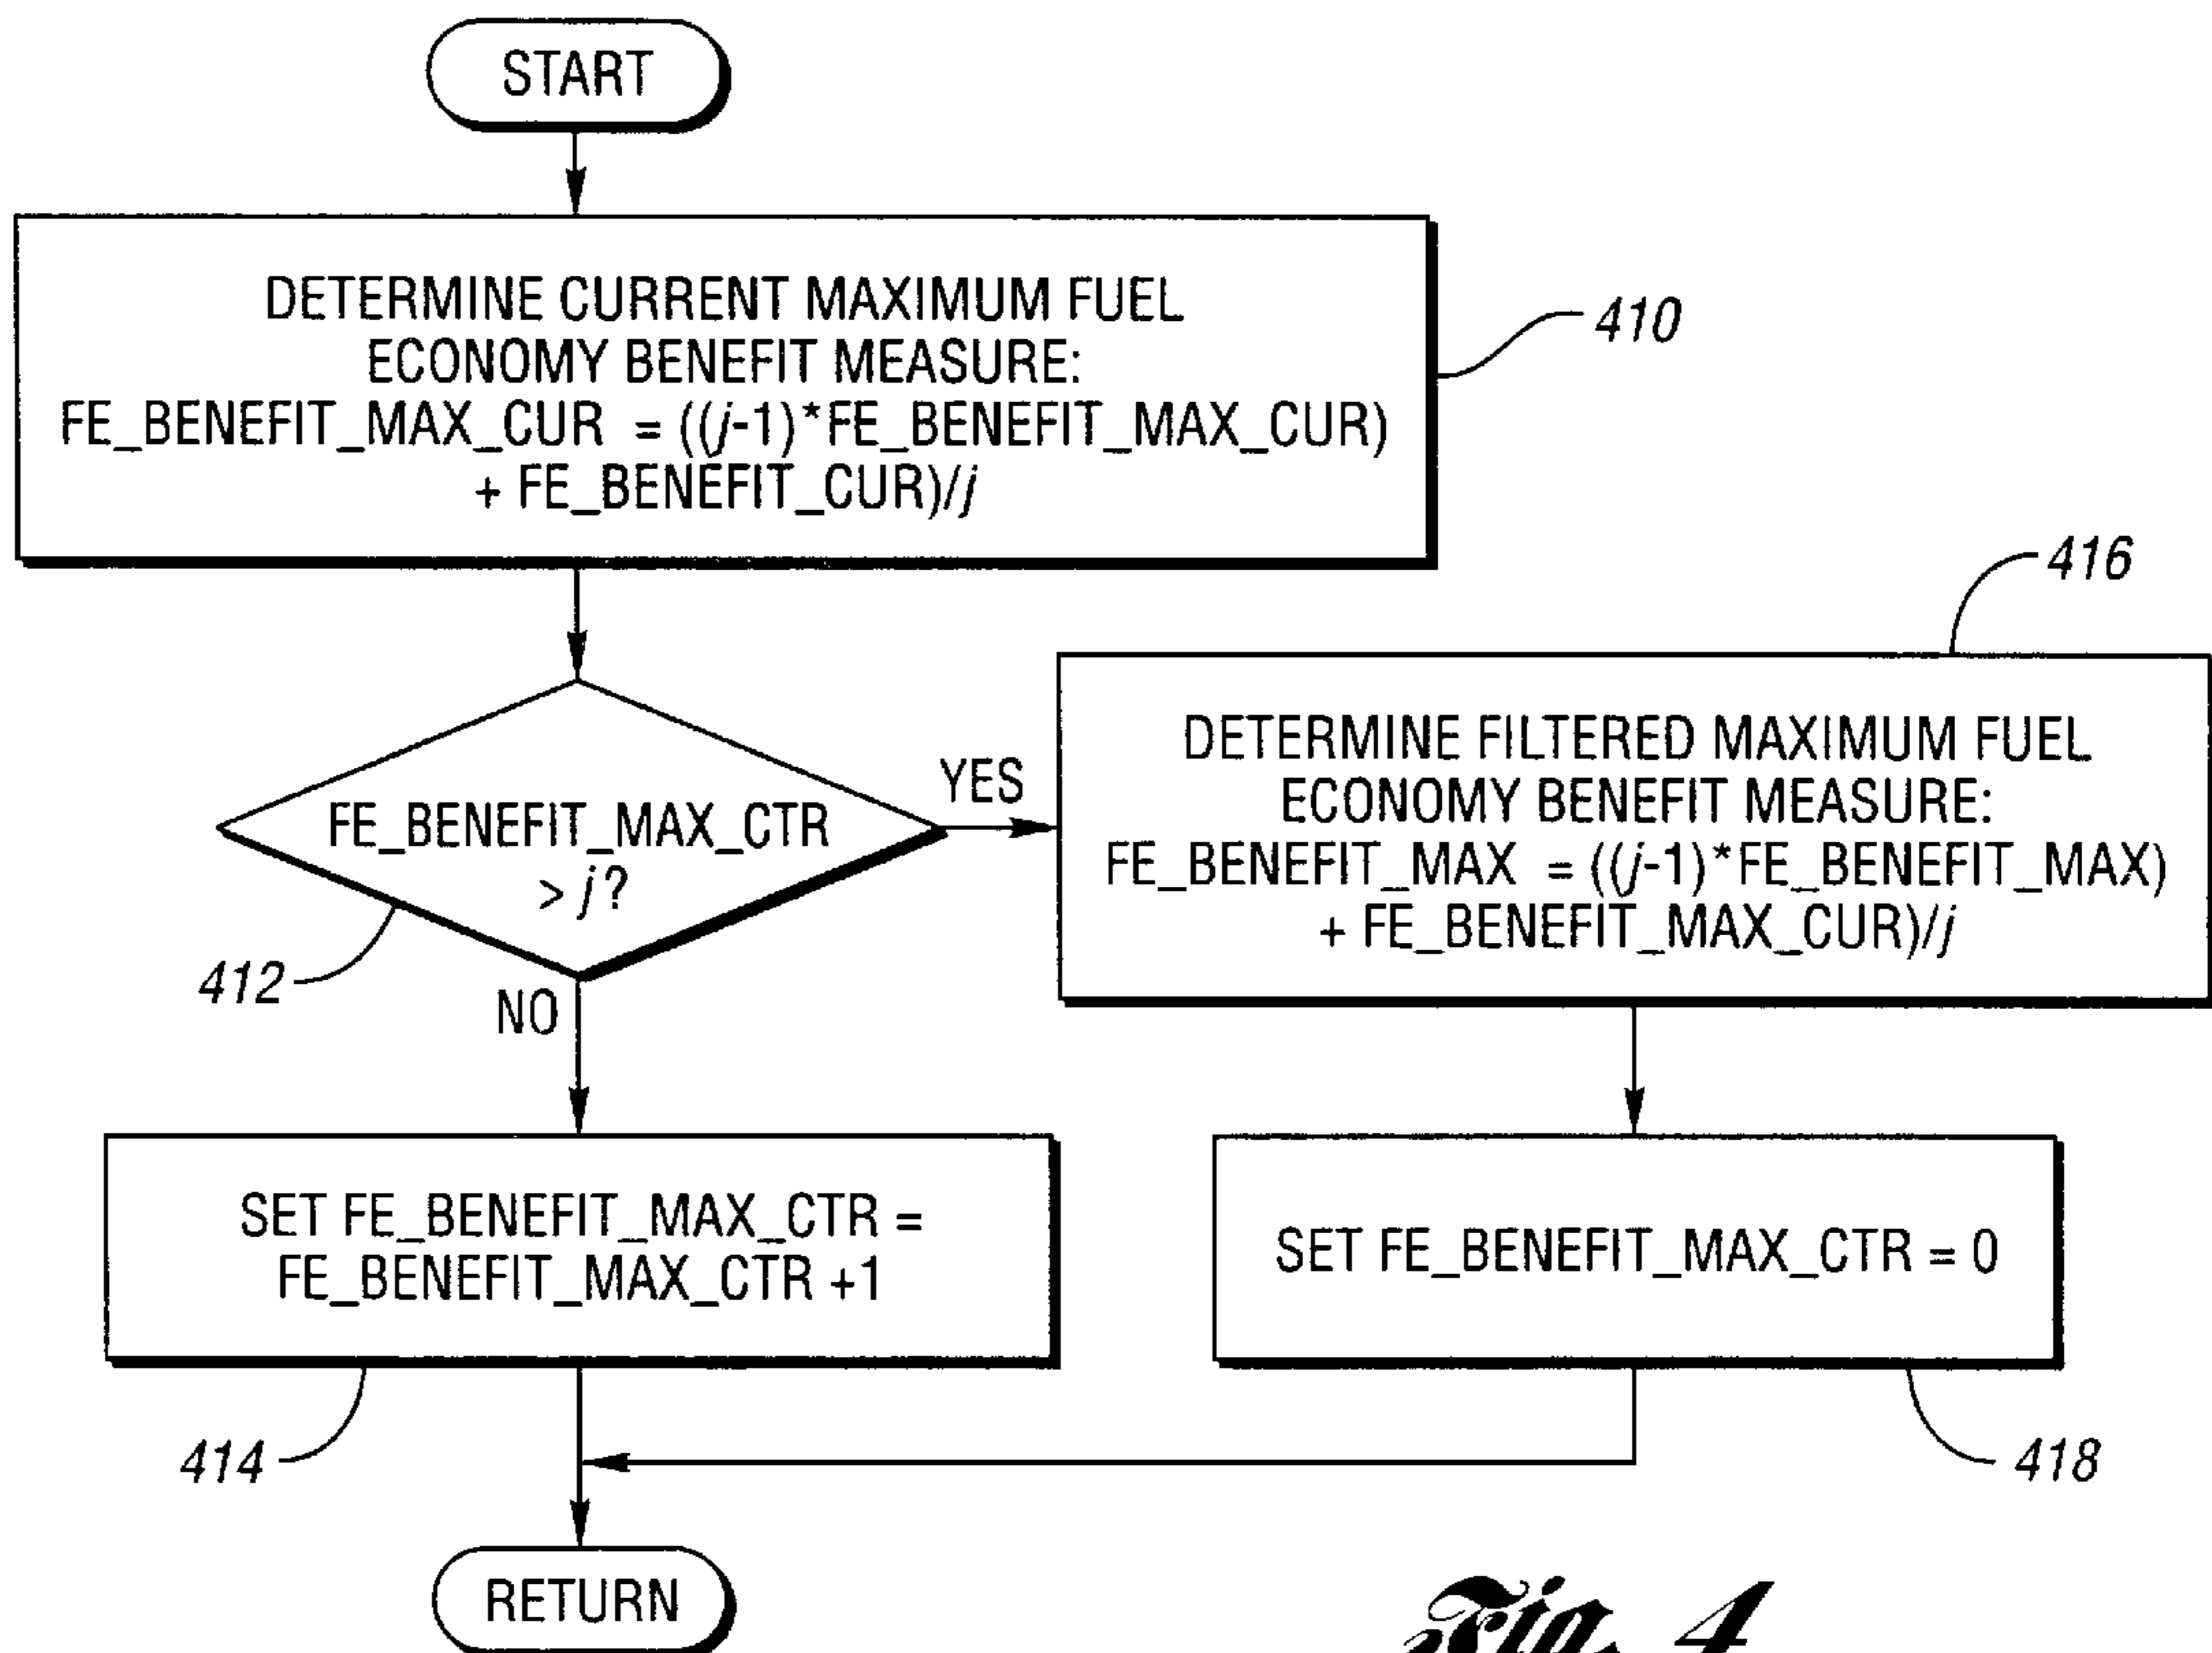 START
DETERMINE CURRENT MAXIMUM FUEL
ECONOMY BENEFIT MEASURE:
FE_BENEFIT_MAX_CUR = ((j-1)*FE_BENEFIT_MAX_CUR)
+ FE_BENEFIT_CUR)/j
410
FE_BENEFIT_MAX_CTR
> j ?
412
YES
NO
416
DETERMINE FILTERED MAXIMUM FUEL
ECONOMY BENEFIT MEASURE:
FE_BENEFIT_MAX = ((j-1)*FE_BENEFIT_MAX)
+ FE_BENEFIT_MAX_CUR)/j
SET FE_BENEFIT_MAX_CTR =
FE_BENEFIT_MAX_CTR +1
414
SET FE_BENEFIT_MAX_CTR = 0
418
RETURN
Fig. 4